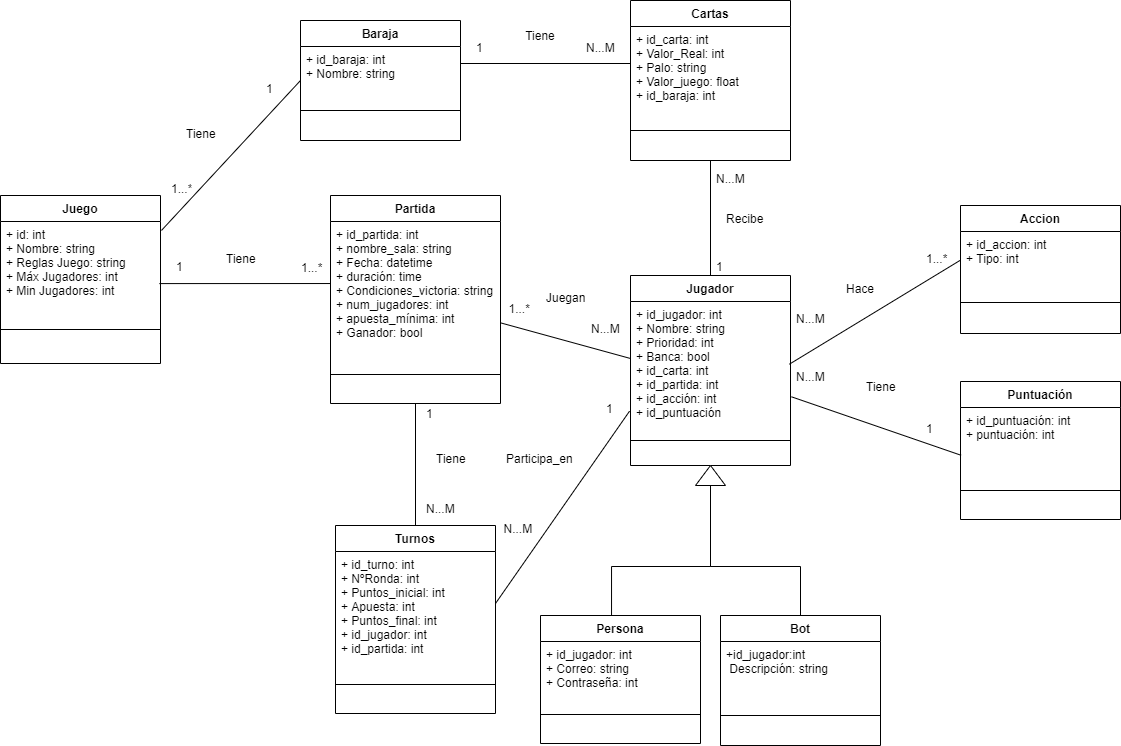 Baraja
+ id_baraja: int
+ Nombre: string
1
Tiene
N...M
Cartas
+ id_carta: int
+ Valor_Real: int
+ Palo: string
+ Valor_juego: float
+ id_baraja: int
1
Tiene
1...*
N...M
Recibe
1
Juego
+ id: int
+ Nombre: string
+ Reglas Juego: string
+ Máx Jugadores: int
+ Min Jugadores: int
1
Tiene
1...*
Partida
+ id_partida: int
+ nombre_sala: string
+ Fecha: datetime
+ duración: time
+ Condiciones_victoria: string
+ num_jugadores: int
+ apuesta_mínima: int
+ Ganador: bool
1...*
Juegan
N...M
Jugador
+ id_jugador: int
+ Nombre: string
+ Prioridad: int
+ Banca: bool
+ id_carta: int
+ id_partida: int
+ id_acción: int
+ id_puntuación
Accion
+ id_accion: int
+ Tipo: int
1...*
Hace
N...M
N...M
Tiene
1
Puntuación
+ id_puntuación: int
+ puntuación: int
1
Tiene
N...M
1
Participa_en
N...M
Turnos
+ id_turno: int
+ NºRonda: int
+ Puntos_inicial: int
+ Apuesta: int
+ Puntos_final: int
+ id_jugador: int
+ id_partida: int
Persona
+ id_jugador: int
+ Correo: string
+ Contraseña: int
Bot
+id_jugador:int
Descripción: string